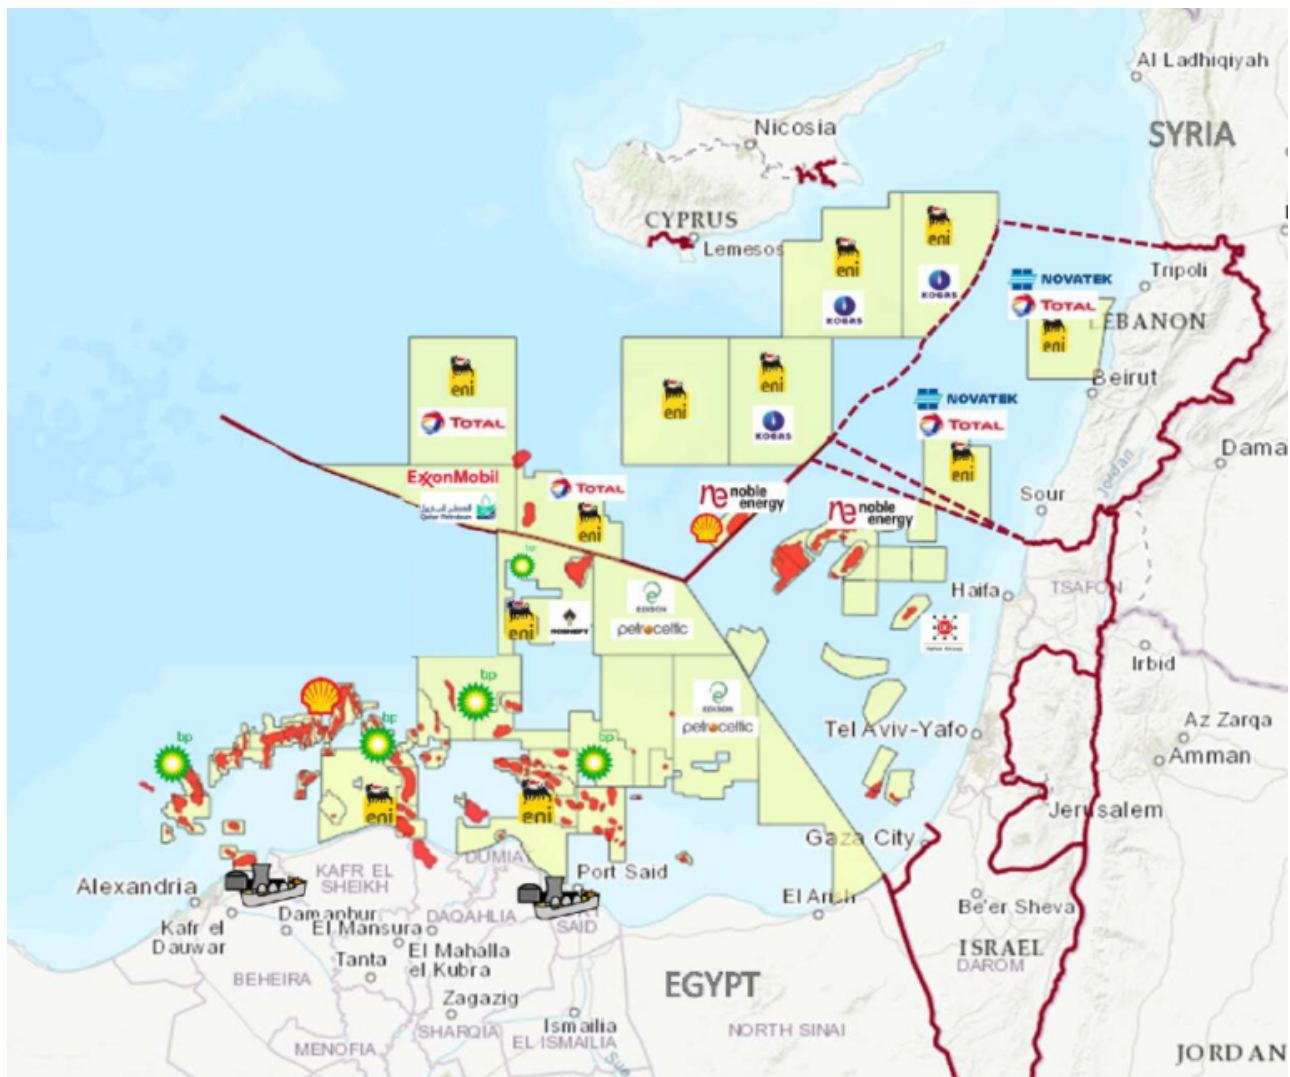 Al Ladhiqiyah
SYRIA
Nicosia
CYPRUS
Lemesos
eni
eni
KOGAS
KOGAS
Tripoli
NOVATEK
TOTAL
LEBANON
eni
Beirut
eni
TOTAL
eni
eni
KOGAS
NOVATEK
TOTAL
eni
Dama
Jordan
Sour
ExxonMobil
Qatar Petroleum
TOTAL
eni
noble
energy
noble
energy
bp
Haifa
TSAFON
eni
ROSNEFT
EDISON
petroceltic
Irbid
bp
EDISON
petroceltic
bp
bp
bp
Tel Aviv-Yafo
Az Zarqa
Amman
eni
eni
Jerusalem
Gaza City
KAFR EL
SHEIKH
DUMIAT
Port Said
Alexandria
El Arish
Be'er Sheva
Kafr el
Dauwar
Damanhur
El Mansura
DAQAHLIA
SAID
ISRAEL
DAROM
Tanta
El Mahalla
el Kubra
BEHEIRA
EGYPT
Zagazig
Ismailia
SHARQIA
EL ISMAILIA
NORTH SINAI
MENOFIA
Sue
JORDAN